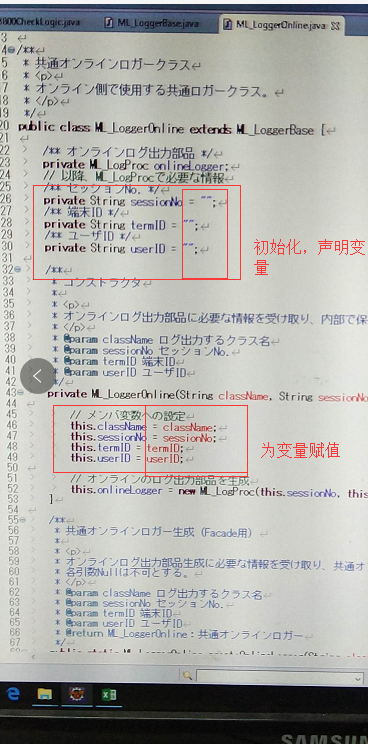 8600CheckLogic.java ML_LoggerBase.java ML_LoggerOnline.java
3
4 /**
5 * 共通オンラインロガークラス
6 * <p>
7 * オンライン側で使用する共通ロガークラス。
8 * </p>
9 */
20 public class ML_LoggerOnline extends ML_LoggerBase {
21
22 /** オンラインログ出力部品 */
23 private ML_LogProc onlineLogger;
24 // 以降、ML_LogProcで必要な情報
25 /** セッションNo. */
26 private String sessionNo = "";
27 /** 端末ID */
28 private String termID = "";
29 /** ユーザID */
30 private String userID = "";
31
初始化，声明变量
32 /**
33 * コンストラクタ
34 *
35 * <p>
36 * オンラインログ出力部品に必要な情報を受け取り、内部で保
37 * </p>
38 * @param className ログ出力するクラス名
39 * @param sessionNo セッションNo.
40 * @param termID 端末ID
41 * @param userID ユーザID
42 */
43 private ML_LoggerOnline(String className, String sessionNo
44
45 // メンバ変数への設定
46 this.className = className;
47 this.sessionNo = sessionNo;
48 this.termID = termID;
49 this.userID = userID;
为变量赋值
50
51 // オンラインのログ出力部品を生成
52 this.onlineLogger = new ML_LogProc(this.sessionNo, this
53 }
54
55 /**
56 * 共通オンラインロガー生成（Facade用）
57 *
58 * <p>
59 * オンラインログ出力部品生成に必要な情報を受け取り、共通オ
60 * 各引数Nullは不可とする。
61 * </p>
62 * @param className ログ出力するクラス名
63 * @param sessionNo セッションNo.
64 * @param termID 端末ID
65 * @param userID ユーザID
66 * @return ML_LoggerOnline：共通オンラインロガー
67 */
SAMSUNG